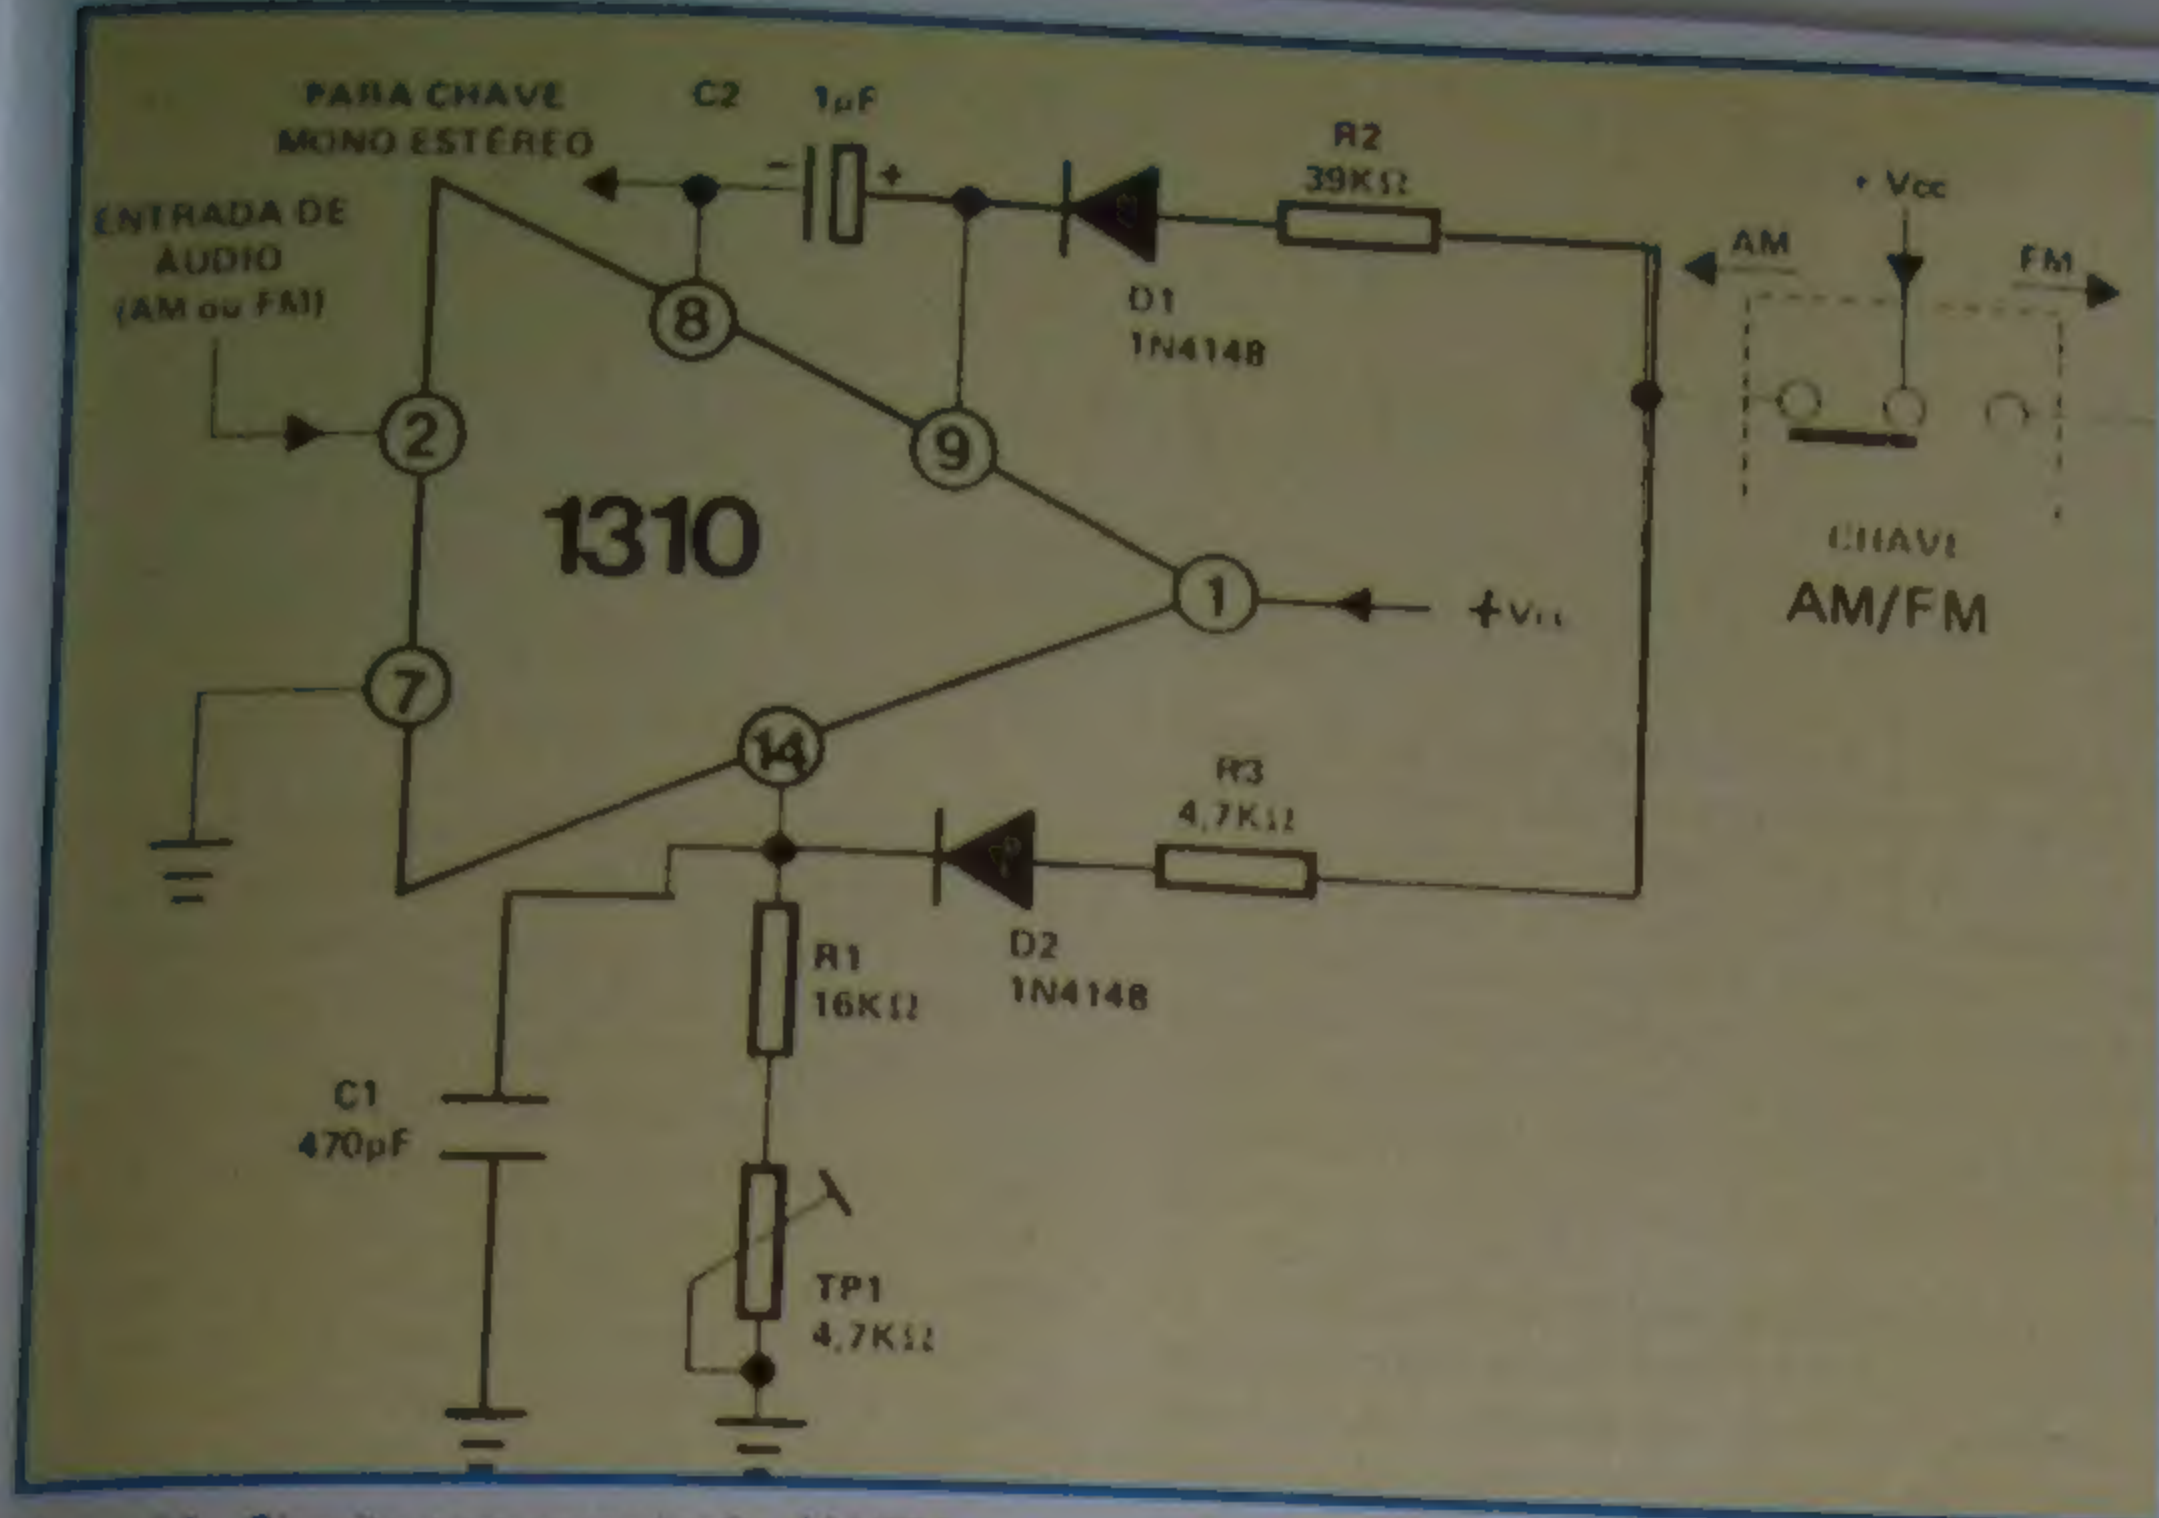 PARA CHAVE
MONO ESTÉREO
C2
1µF
-
+
R2
39KΩ
+ Vcc
AM
FM
ENTRADA DE
ÁUDIO
(AM ou FM)
8
D1
1N4148
2
9
1310
CHAVE
AM/FM
1
+Vcc
7
14
R3
4,7KΩ
R1
16KΩ
D2
1N4148
C1
470pF
TP1
4,7KΩ